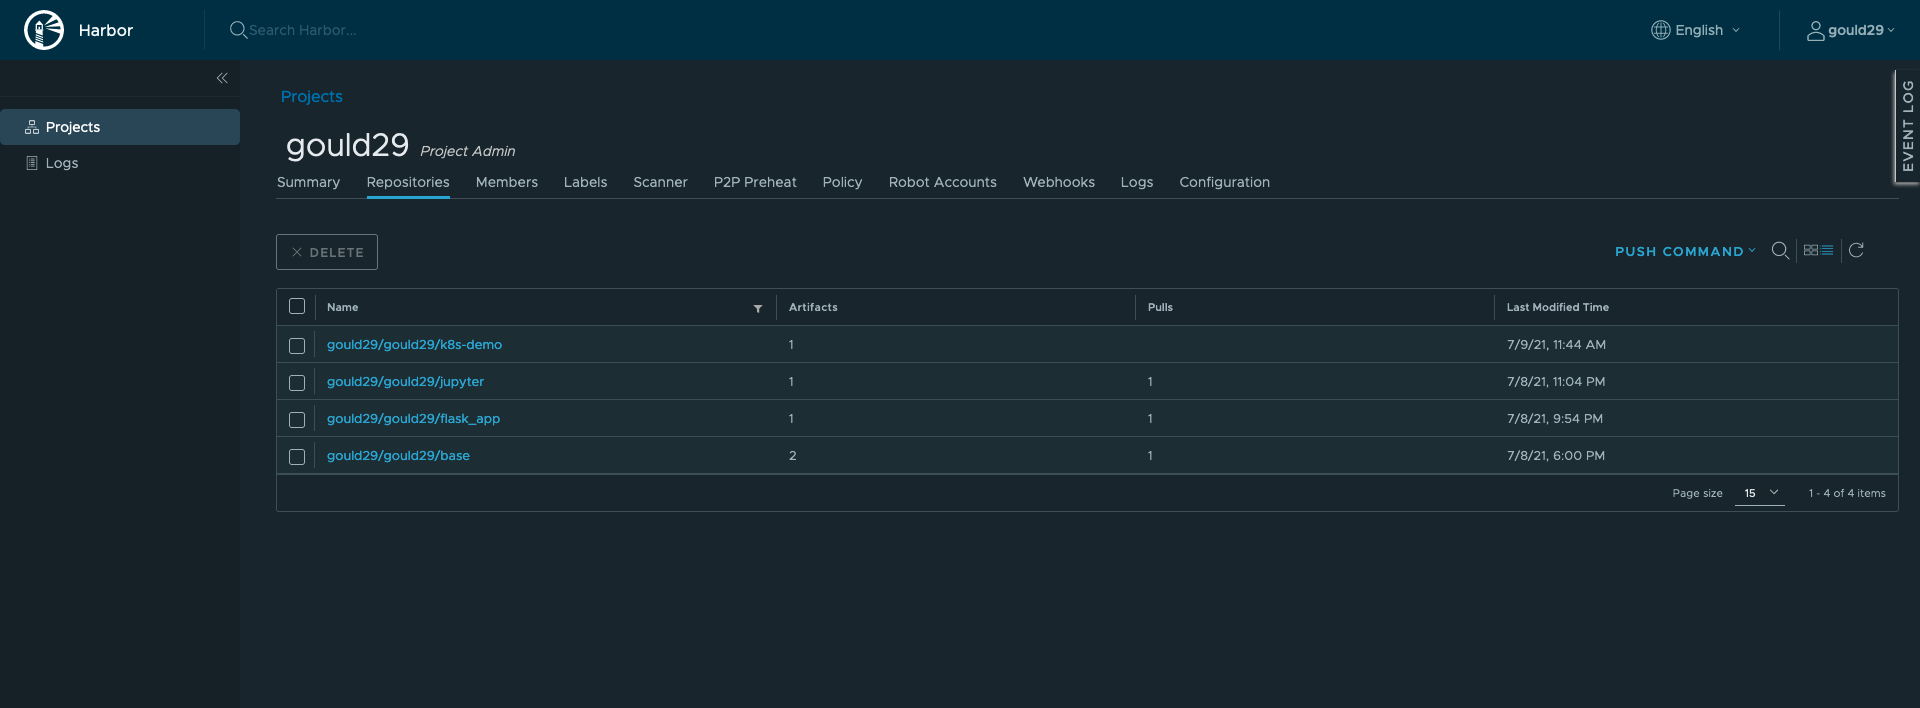 Harbor
Search Harbor...
English
gould29
Projects
Logs
EVENT LOG
Projects
gould29 Project Admin
Summary Repositories Members Labels Scanner P2P Preheat Policy Robot Accounts Webhooks Logs Configuration
DELETE
PUSH COMMAND
Name Artifacts Pulls Last Modified Time
gould29/gould29/k8s-demo 1 7/9/21, 11:44 AM
gould29/gould29/jupyter 1 1 7/8/21, 11:04 PM
gould29/gould29/flask_app 1 1 7/8/21, 9:54 PM
gould29/gould29/base 2 1 7/8/21, 6:00 PM
Page size 15 1 - 4 of 4 items